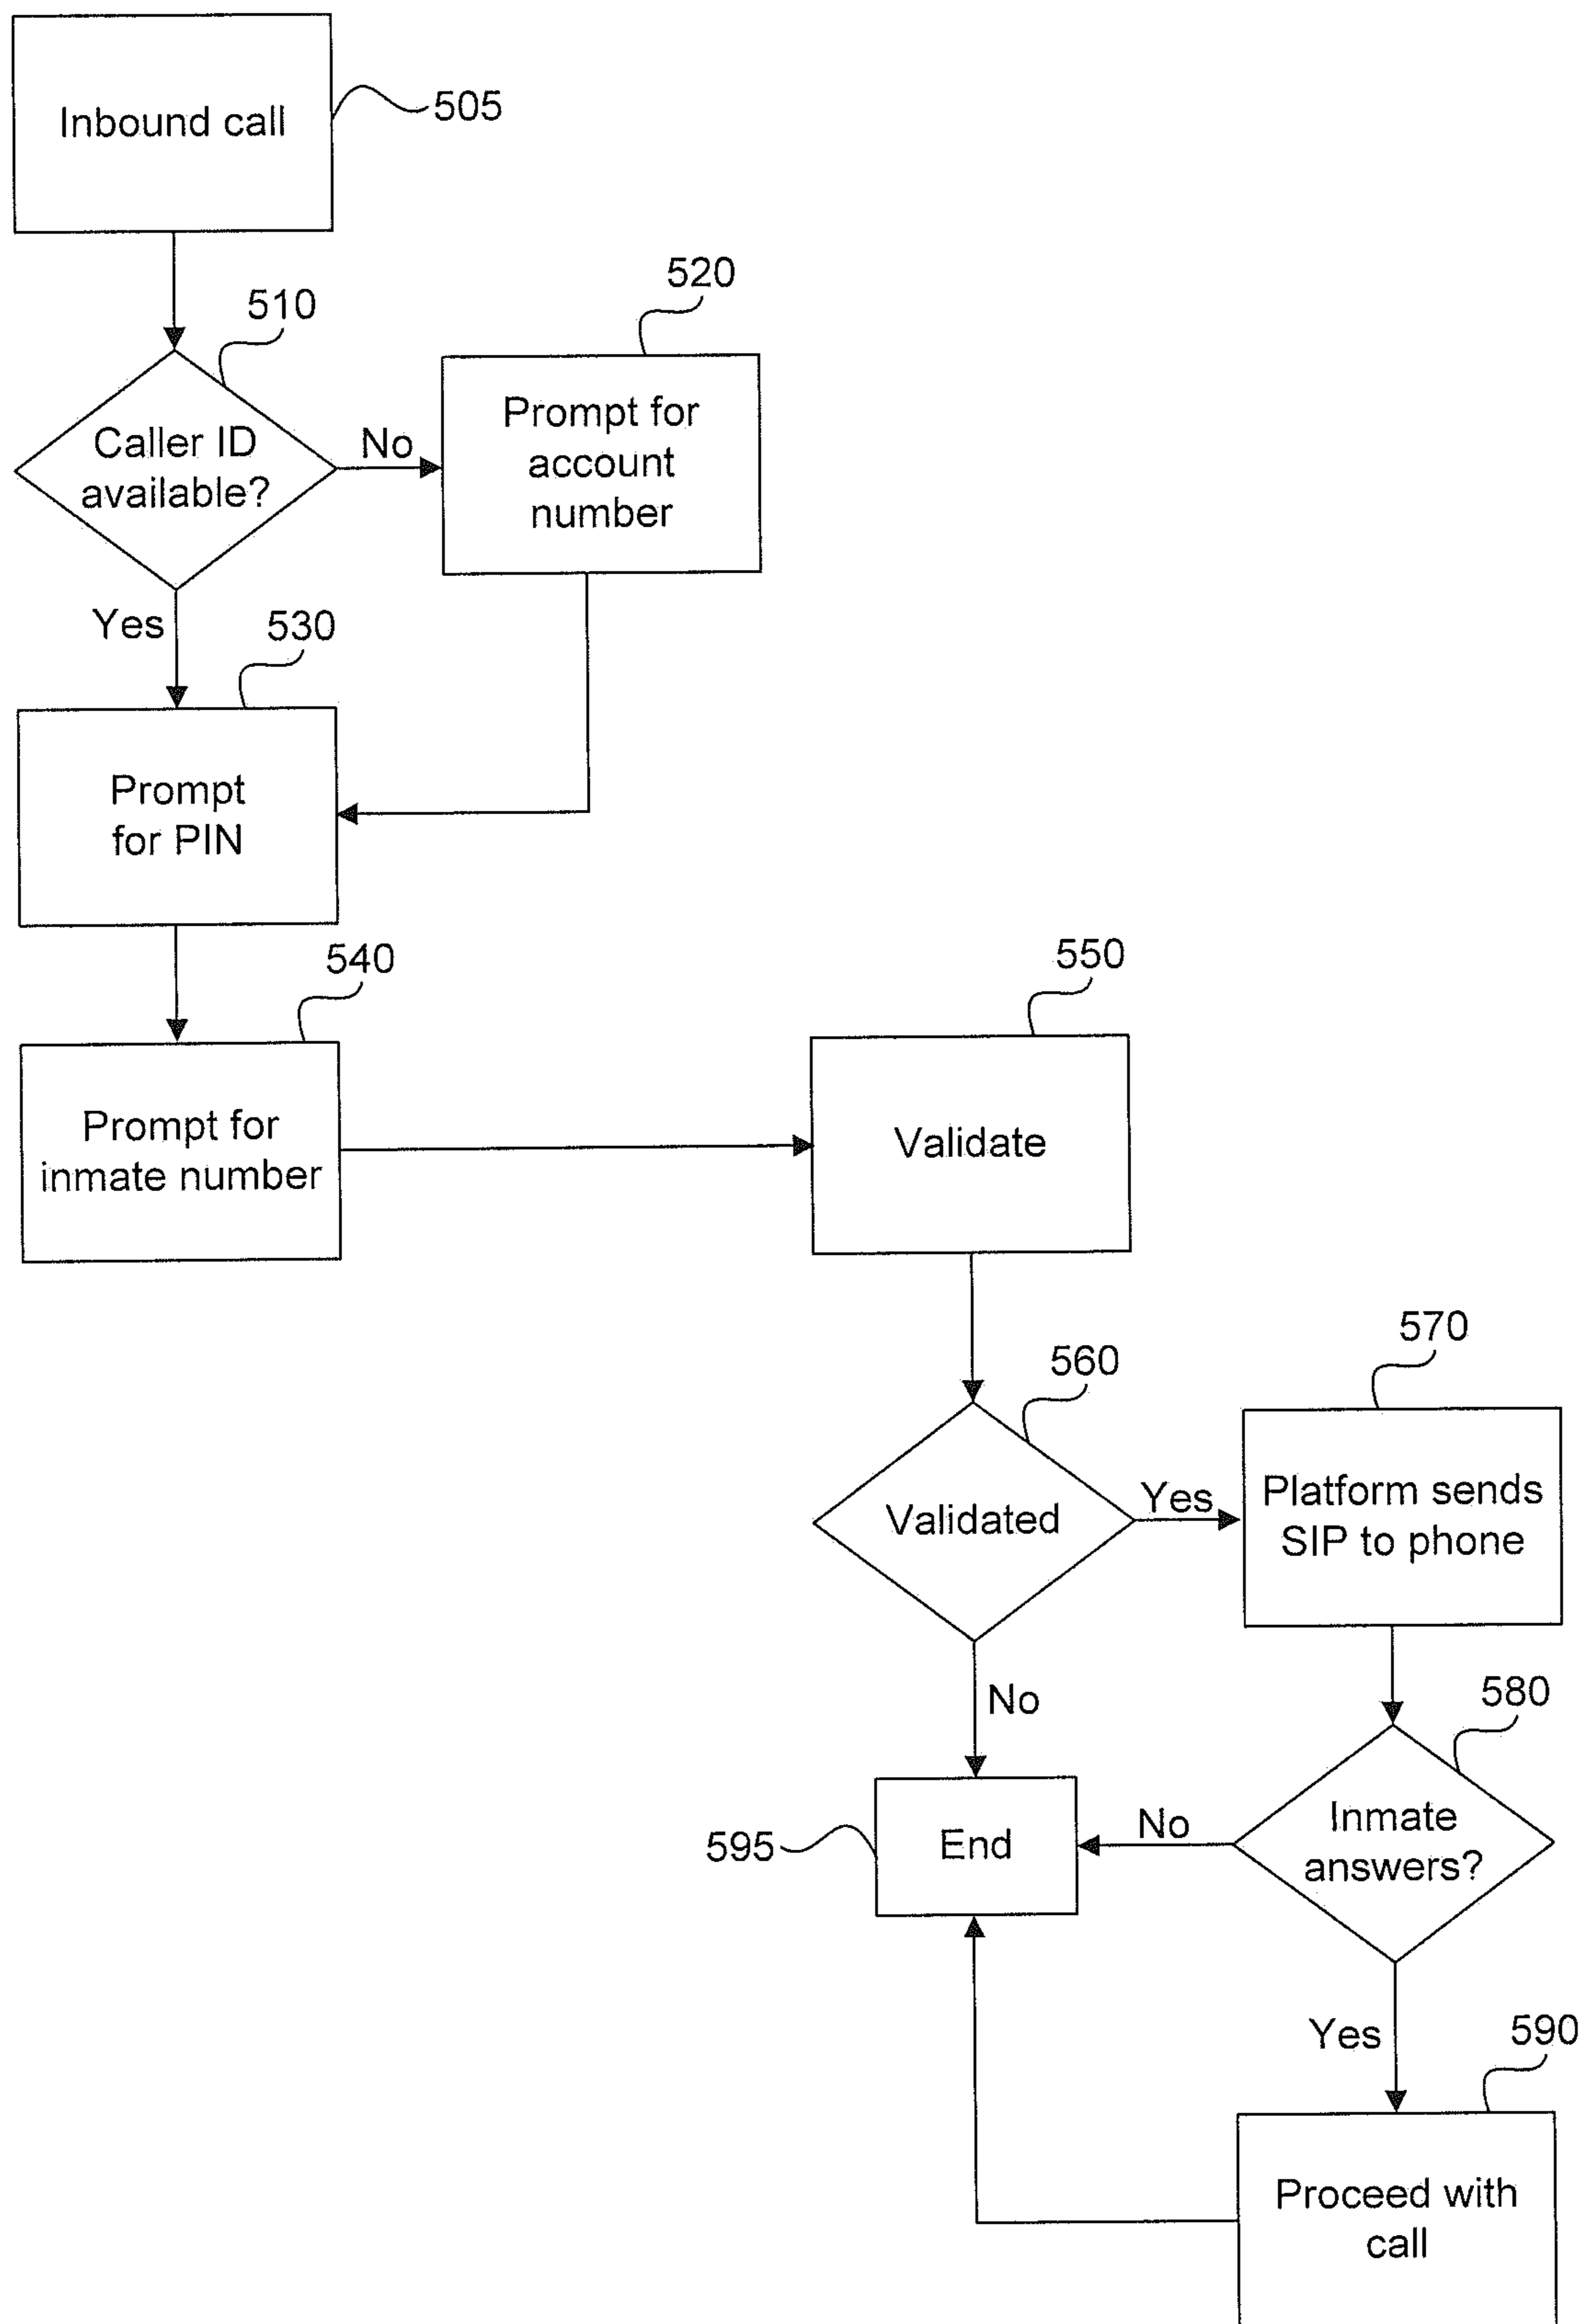 Inbound call
505
510
520
Caller ID
available?
No
Prompt for
account
number
Yes
530
Prompt
for PIN
540
550
Prompt for
inmate number
Validate
560
570
Validated
Yes
Platform sends
SIP to phone
No
580
595
End
No
Inmate
answers?
Yes
590
Proceed with
call